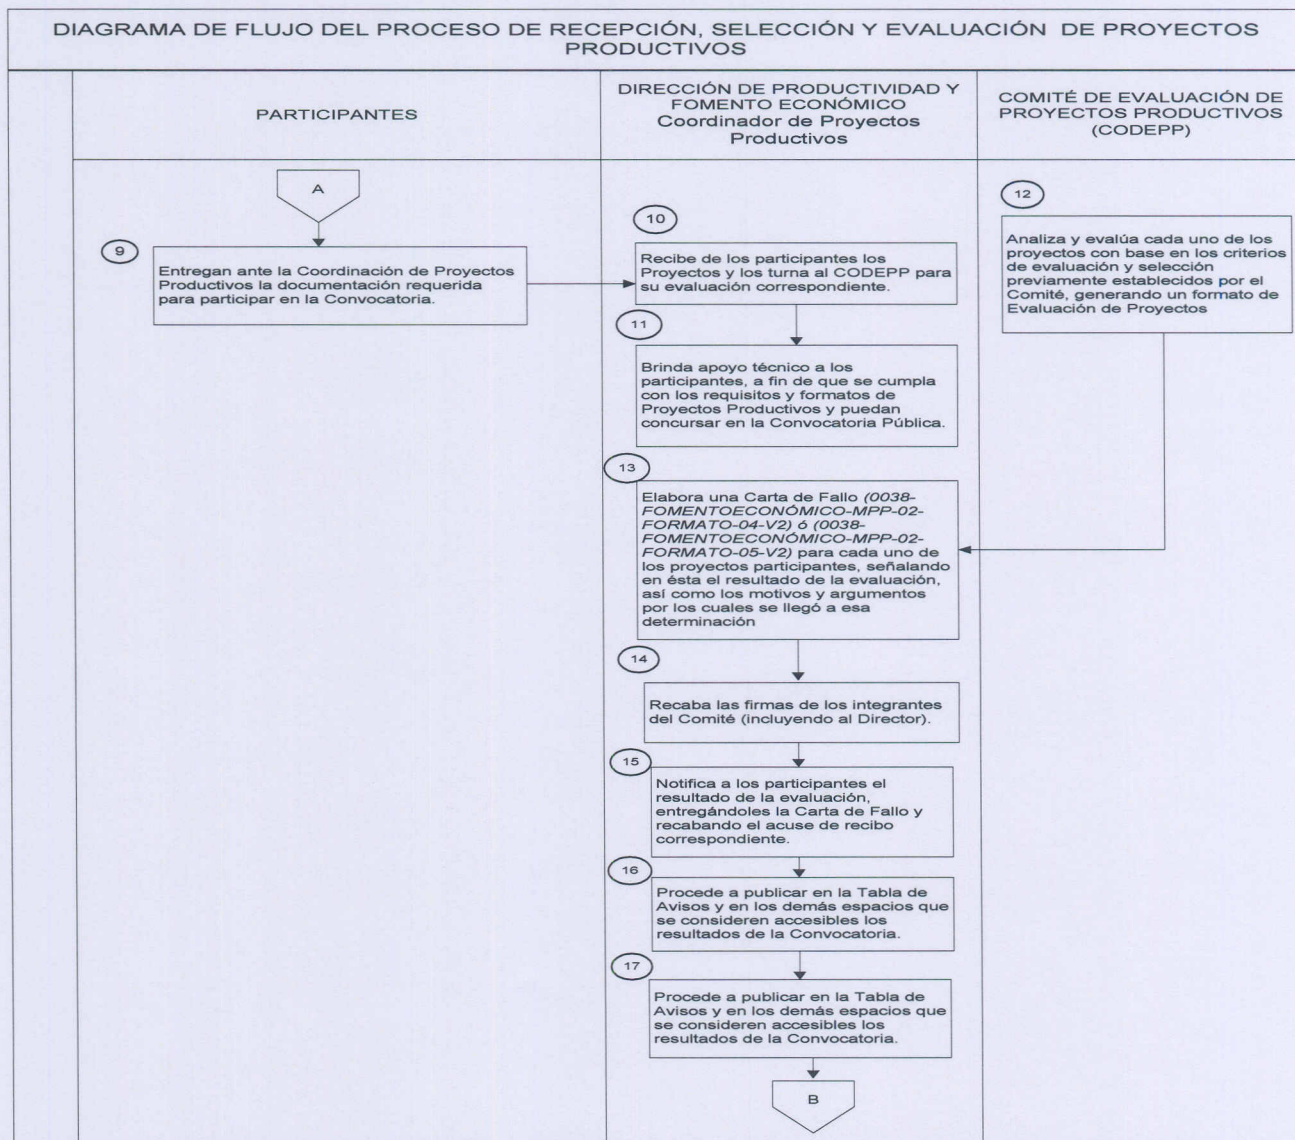 DIAGRAMA DE FLUJO DEL PROCESO DE RECEPCIÓN, SELECCIÓN Y EVALUACIÓN DE PROYECTOS
PRODUCTIVOS
PARTICIPANTES
DIRECCIÓN DE PRODUCTIVIDAD Y
FOMENTO ECONÓMICO
Coordinador de Proyectos
Productivos
COMITÉ DE EVALUACIÓN DE
PROYECTOS PRODUCTIVOS
(CODEPP)
A
9
Entregan ante la Coordinación de Proyectos
Productivos la documentación requerida
para participar en la Convocatoria.
10
Recibe de los participantes los
Proyectos y los turna al CODEPP para
su evaluación correspondiente.
11
Brinda apoyo técnico a los
participantes, a fin de que se cumpla
con los requisitos y formatos de
Proyectos Productivos y puedan
concursar en la Convocatoria Pública.
12
Analiza y evalúa cada uno de los
proyectos con base en los criterios
de evaluación y selección
previamente establecidos por el
Comité, generando un formato de
Evaluación de Proyectos
13
Elabora una Carta de Fallo (0038-
FOMENTOECONÓMICO-MPP-02-
FORMATO-04-V2) ó (0038-
FOMENTOECONÓMICO-MPP-02-
FORMATO-05-V2) para cada uno de
los proyectos participantes, señalando
en ésta el resultado de la evaluación,
así como los motivos y argumentos
por los cuales se llegó a esa
determinación
14
Recaba las firmas de los integrantes
del Comité (incluyendo al Director).
15
Notifica a los participantes el
resultado de la evaluación,
entregándoles la Carta de Fallo y
recabando el acuse de recibo
correspondiente.
16
Procede a publicar en la Tabla de
Avisos y en los demás espacios que
se consideren accesibles los
resultados de la Convocatoria.
17
Procede a publicar en la Tabla de
Avisos y en los demás espacios que
se consideren accesibles los
resultados de la Convocatoria.
B